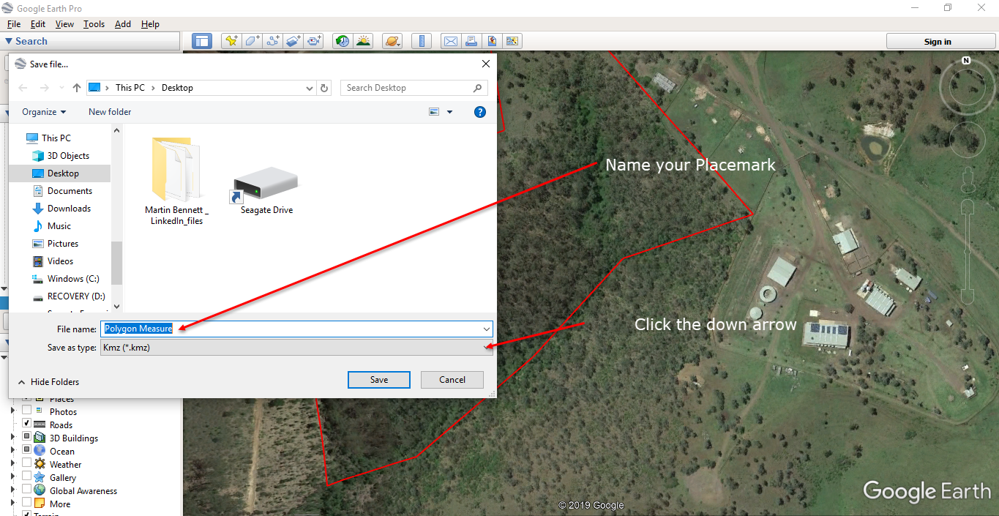 Google Earth Pro
File Edit View Tools Add Help
Search
Sign in
Save file...
This PC
Desktop
Search Desktop
Organize
New folder
?
N
This PC
3D Objects
Desktop
Documents
Downloads
Music
Pictures
Videos
Windows (C:)
RECOVERY (D:)
Martin Bennett _
LinkedIn_files
Seagate Drive
Name your Placemark
Click the down arrow
File name: Polygon Measure
Save as type: Kmz (*.kmz)
Hide Folders
Save
Cancel
Places
Photos
Roads
3D Buildings
Ocean
Weather
Gallery
Global Awareness
More
Terrain
© 2019 Google
Google Earth